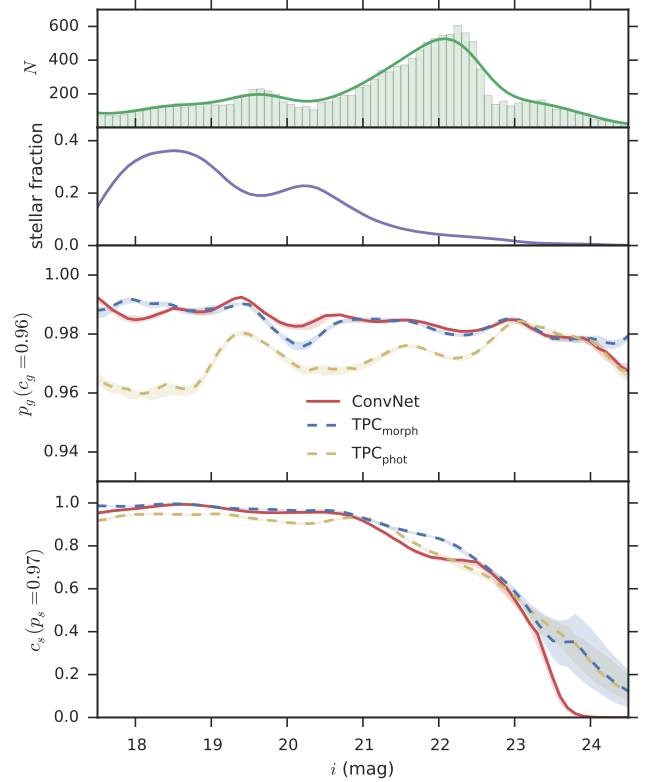 600
400
200
N
0.4
0.2
0.0
stellar fraction
1.00
0.98
0.96
0.94
p_g(c_g=0.96)
ConvNet
TPC_morph
TPC_phot
1.0
0.8
0.6
0.4
0.2
0.0
c_s(p_s=0.97)
18 19 20 21 22 23 24
i (mag)